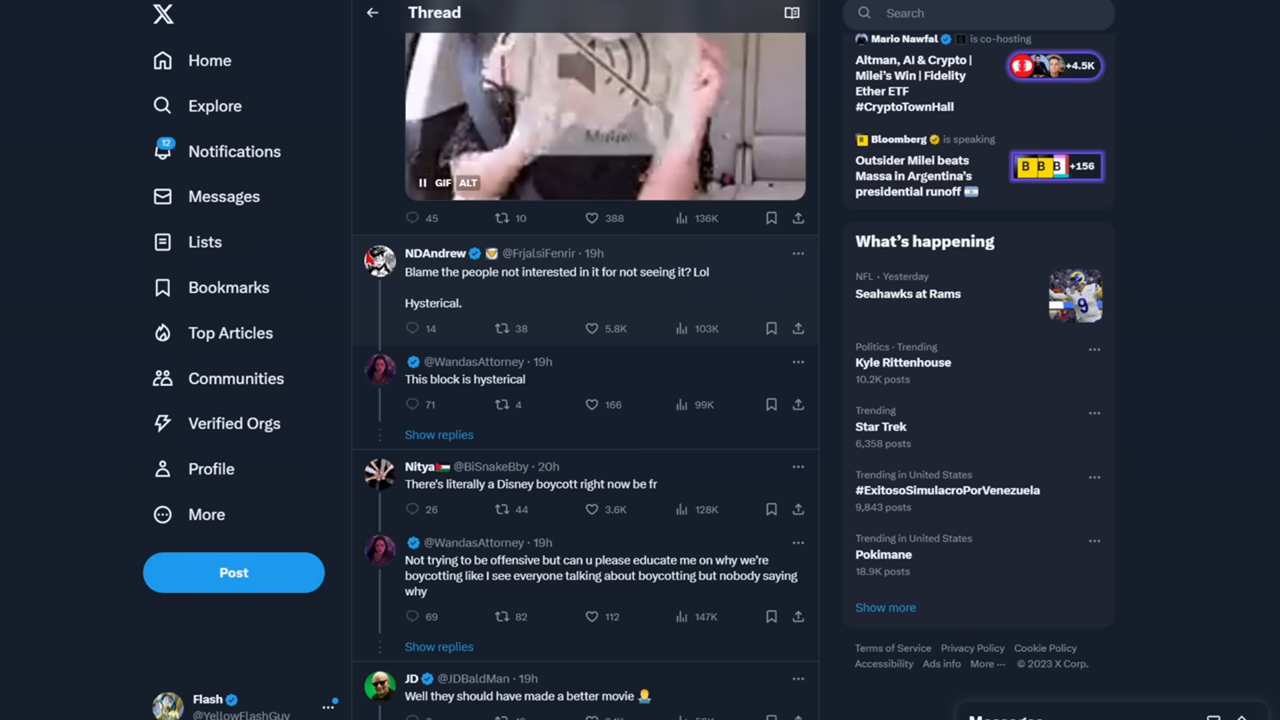 Home
Explore
12
Notifications
Messages
Lists
Bookmarks
Top Articles
Communities
Verified Orgs
Profile
More
Post
Flash
@YellowFlashGuy
Thread
GIF ALT
45 10 388 136K
NDAndrew @FrjalsiFenrir · 19h
Blame the people not interested in it for not seeing it? Lol
Hysterical.
14 38 5.8K 103K
@WandasAttorney · 19h
This block is hysterical
71 4 166 99K
Show replies
Nitya @BiSnakeBby · 20h
There's literally a Disney boycott right now be fr
26 44 3.6K 128K
@WandasAttorney · 19h
Not trying to be offensive but can u please educate me on why we're
boycotting like I see everyone talking about boycotting but nobody saying
why
69 82 112 147K
Show replies
JD @JDBaldMan · 19h
Well they should have made a better movie
Search
Mario Nawfal is co-hosting
Altman, AI & Crypto |
Milei's Win | Fidelity
Ether ETF
#CryptoTownHall
+4.5K
Bloomberg is speaking
Outsider Milei beats
Massa in Argentina's
presidential runoff
B B B +156
What's happening
NFL · Yesterday
Seahawks at Rams
Politics · Trending
Kyle Rittenhouse
10.2K posts
Trending
Star Trek
6,358 posts
Trending in United States
#ExitosoSimulacroPorVenezuela
9,843 posts
Trending in United States
Pokimane
18.9K posts
Show more
Terms of Service Privacy Policy Cookie Policy
Accessibility Ads info More ··· © 2023 X Corp.
Messages